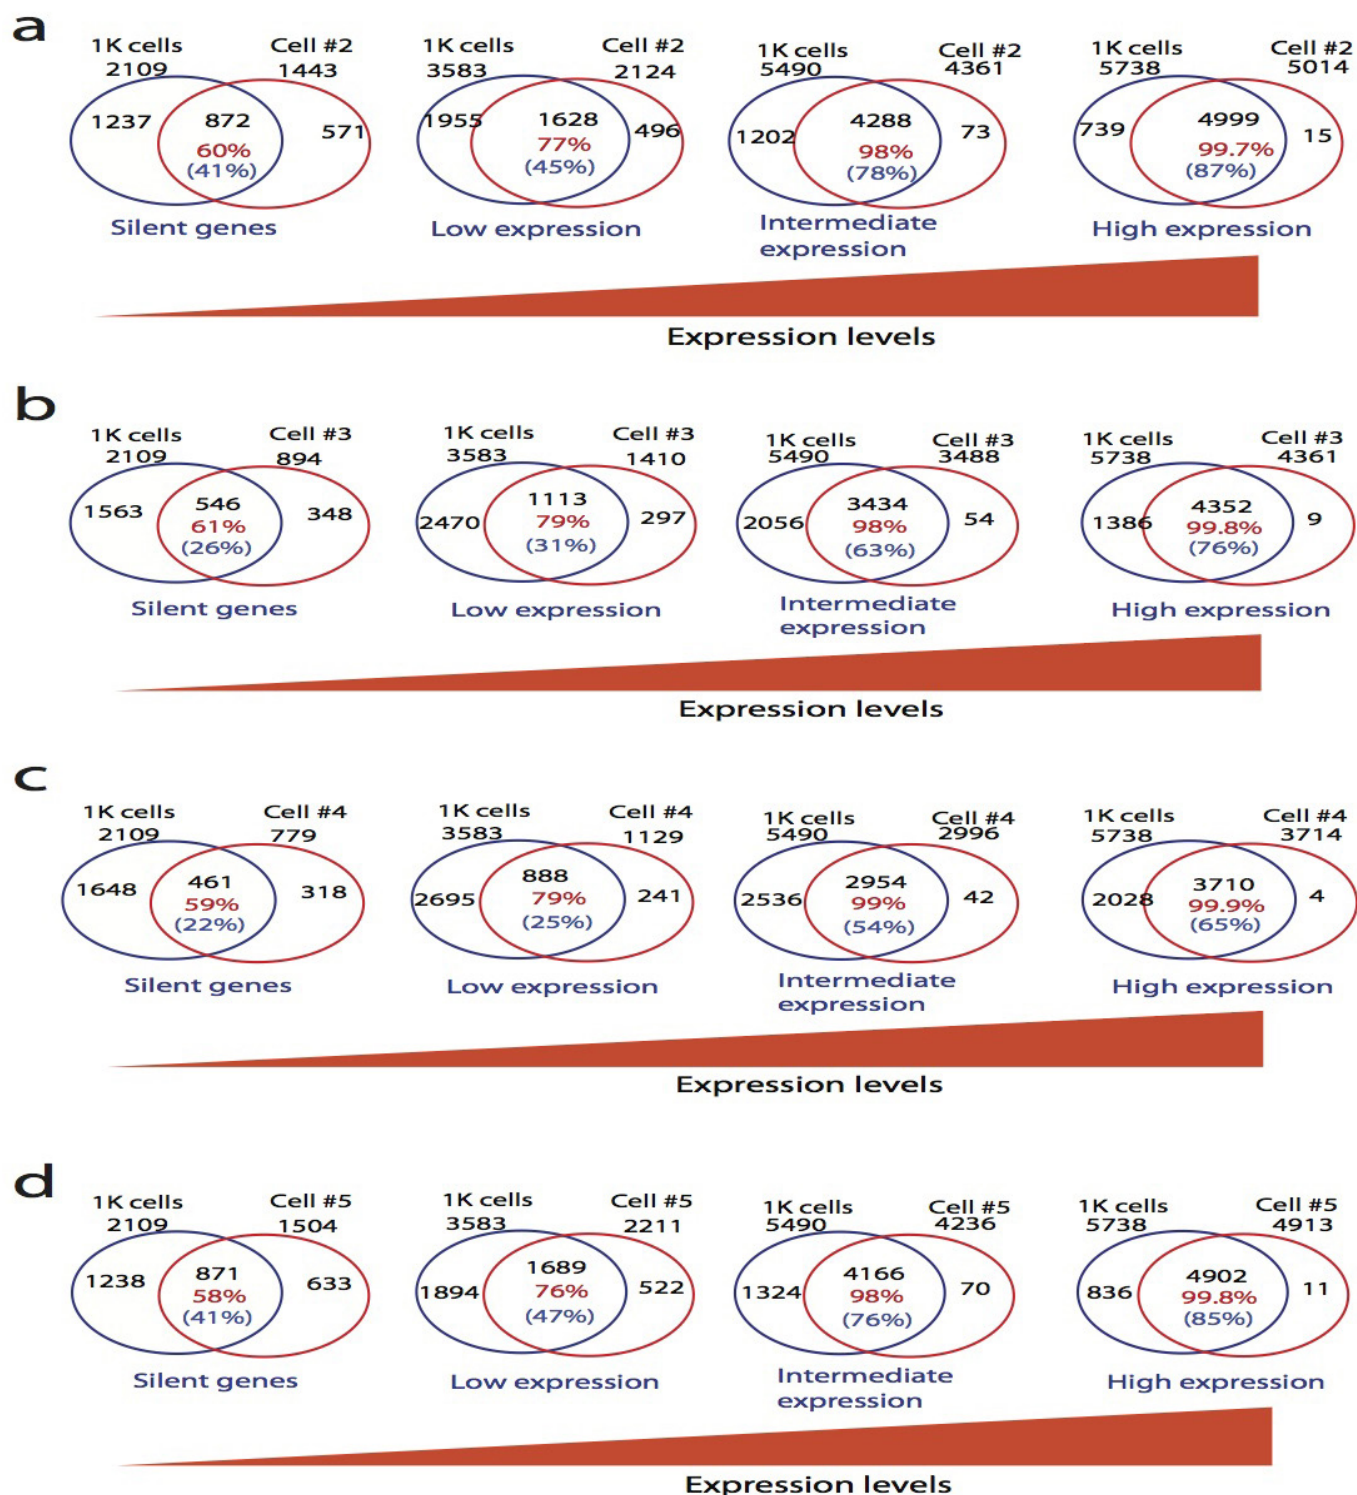 a
1K cells Cell #2 1K cells Cell #2 1K cells Cell #2 1K cells Cell #2
2109 1443 3583 2124 5490 4361 5738 5014
1237 872 571 1955 1628 496 1202 4288 73 739 4999 15
60% 77% 98% 99.7%
(41%) (45%) (78%) (87%)
Silent genes Low expression Intermediate High expression
expression
Expression levels
b
1K cells Cell #3 1K cells Cell #3 1K cells Cell #3 1K cells Cell #3
2109 894 3583 1410 5490 3488 5738 4361
1563 546 348 2470 1113 297 2056 3434 54 1386 4352 9
61% 79% 98% 99.8%
(26%) (31%) (63%) (76%)
Silent genes Low expression Intermediate High expression
expression
Expression levels
c
1K cells Cell #4 1K cells Cell #4 1K cells Cell #4 1K cells Cell #4
2109 779 3583 1129 5490 2996 5738 3714
1648 461 318 2695 888 241 2536 2954 42 2028 3710 4
59% 79% 99% 99.9%
(22%) (25%) (54%) (65%)
Silent genes Low expression Intermediate High expression
expression
Expression levels
d
1K cells Cell #5 1K cells Cell #5 1K cells Cell #5 1K cells Cell #5
2109 1504 3583 2211 5490 4236 5738 4913
1238 871 633 1894 1689 522 1324 4166 70 836 4902 11
58% 76% 98% 99.8%
(41%) (47%) (76%) (85%)
Silent genes Low expression Intermediate High expression
expression
Expression levels